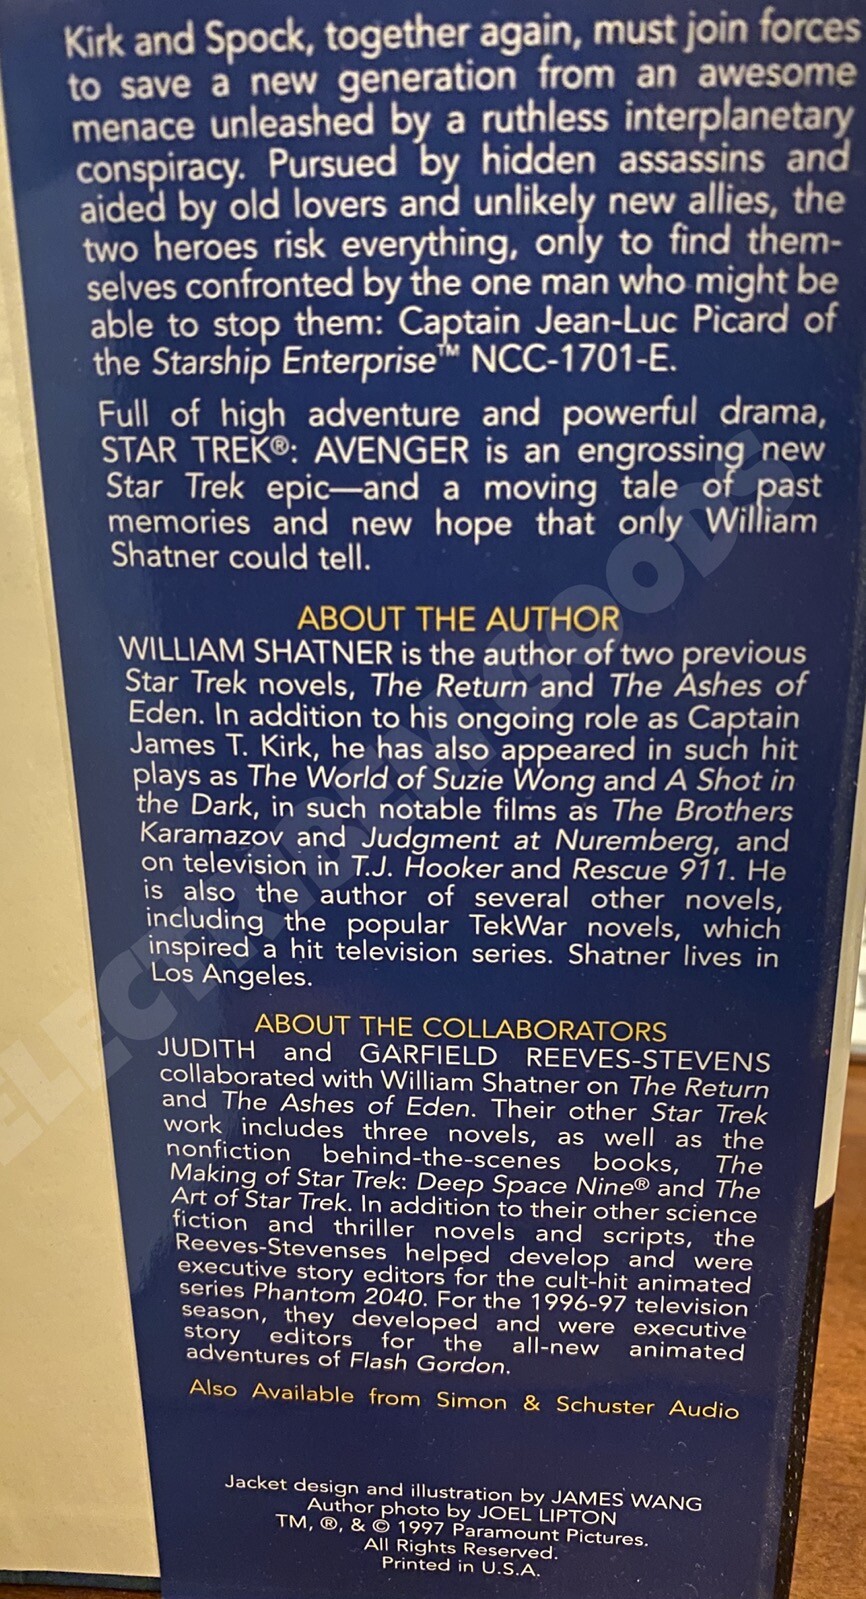 Kirk and Spock, together again, must join forces
to save a new generation from an awesome
menace unleashed by a ruthless interplanetary
conspiracy. Pursued by hidden assassins and
aided by old lovers and unlikely new allies, the
two heroes risk everything, only to find them-
selves confronted by the one man who might be
able to stop them: Captain Jean-Luc Picard of
the Starship Enterprise™ NCC-1701-E.
Full of high adventure and powerful drama,
STAR TREK®: AVENGER is an engrossing new
Star Trek epic—and a moving tale of past
memories and new hope that only William
Shatner could tell.
ABOUT THE AUTHOR
WILLIAM SHATNER is the author of two previous
Star Trek novels, The Return and The Ashes of
Eden. In addition to his ongoing role as Captain
James T. Kirk, he has also appeared in such hit
plays as The World of Suzie Wong and A Shot in
the Dark, in such notable films as The Brothers
Karamazov and Judgment at Nuremberg, and
on television in T.J. Hooker and Rescue 911. He
is also the author of several other novels,
including the popular TekWar novels, which
inspired a hit television series. Shatner lives in
Los Angeles.
ABOUT THE COLLABORATORS
JUDITH and GARFIELD REEVES-STEVENS
collaborated with William Shatner on The Return
and The Ashes of Eden. Their other Star Trek
work includes three novels, as well as the
nonfiction behind-the-scenes books, The
Making of Star Trek: Deep Space Nine® and The
Art of Star Trek. In addition to their other science
fiction and thriller novels and scripts, the
Reeves-Stevenses helped develop and were
executive story editors for the cult-hit animated
series Phantom 2040. For the 1996-97 television
season, they developed and were executive
story editors for the all-new animated
adventures of Flash Gordon.
Also Available from Simon & Schuster Audio
Jacket design and illustration by JAMES WANG
Author photo by JOEL LIPTON
TM, ®, & © 1997 Paramount Pictures.
All Rights Reserved.
Printed in U.S.A.